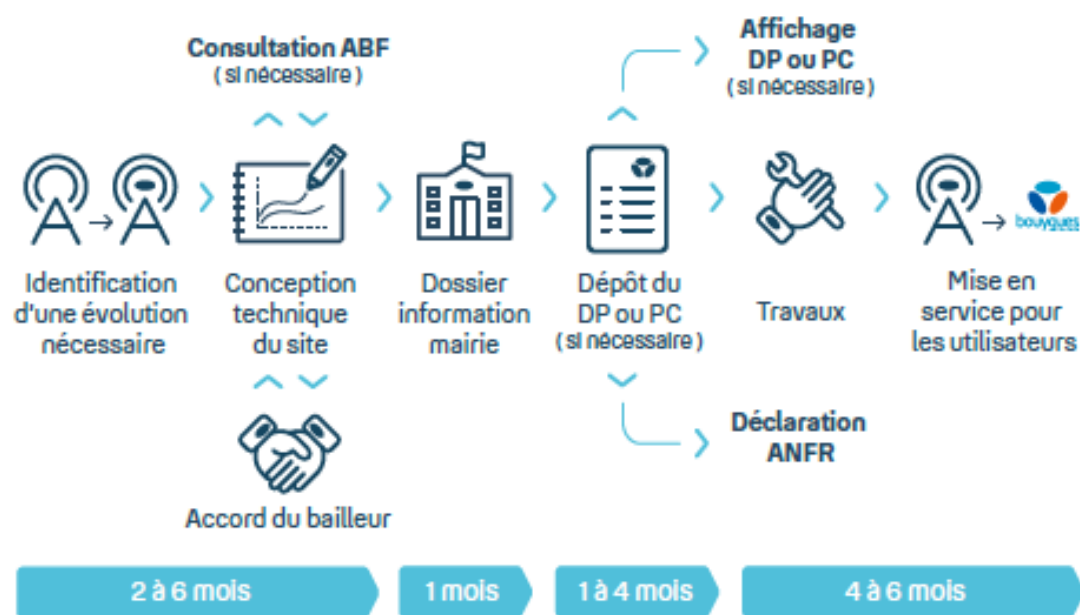 Consultation ABF
( si nécessaire )
Affichage
DP ou PC
( si nécessaire )
Identification
d'une évolution
nécessaire
Conception
technique
du site
Dossier
information
mairie
Dépôt du
DP ou PC
( si nécessaire )
Travaux
bouygues
Mise en
service pour
les utilisateurs
Accord du bailleur
Déclaration
ANFR
2 à 6 mois
1 mois
1 à 4 mois
4 à 6 mois